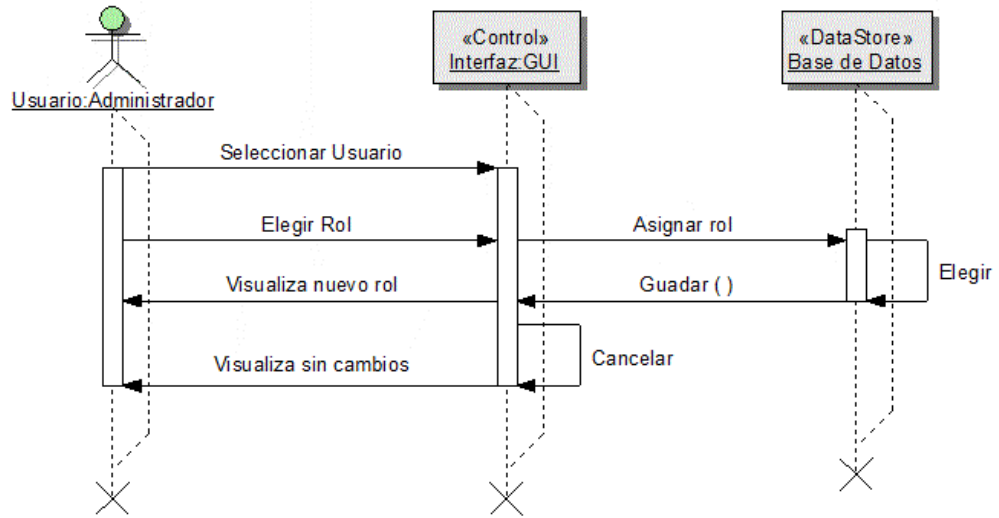 «Control»
Interfaz:GUI
«DataStore»
Base de Datos
Usuario:Administrador
Seleccionar Usuario
Elegir Rol
Asignar rol
Elegir
Visualiza nuevo rol
Guadar ( )
Cancelar
Visualiza sin cambios